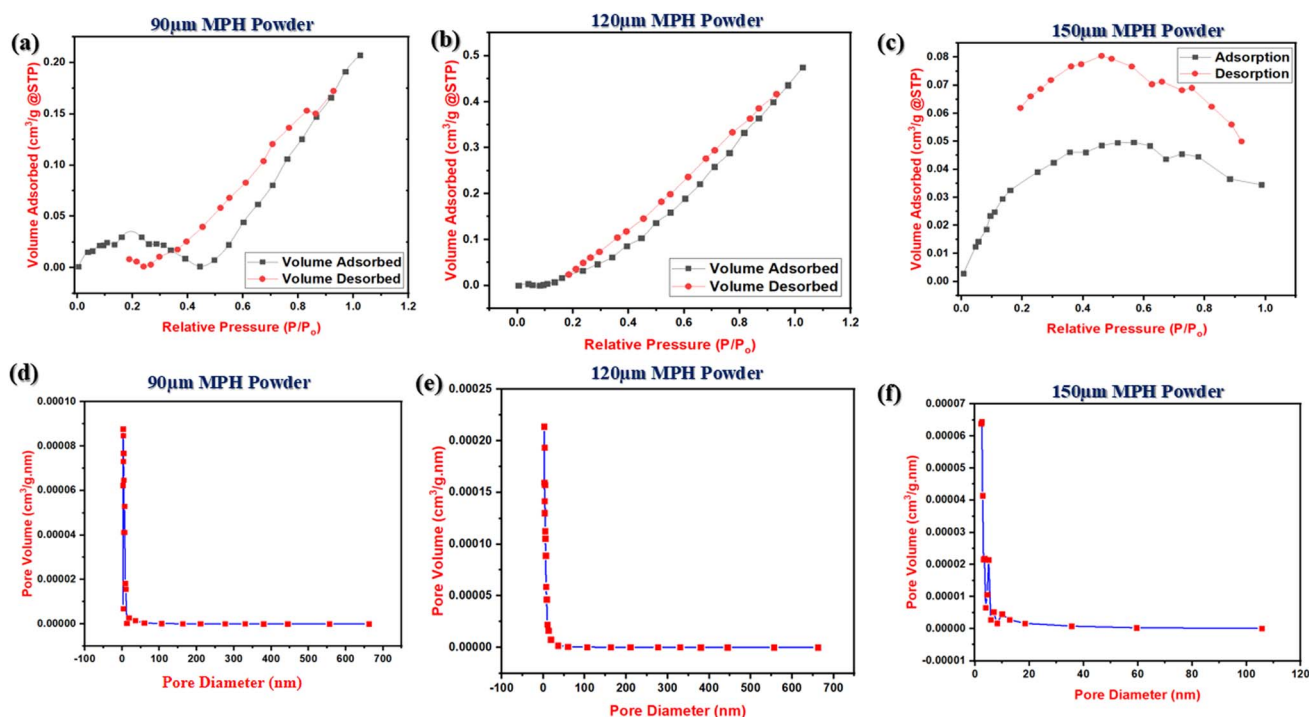 90µm MPH Powder
(a)
Volume Adsorbed (cm³/g @STP)
0.20
0.15
0.10
0.05
0.00
Volume Adsorbed
Volume Desorbed
0.0 0.2 0.4 0.6 0.8 1.0 1.2
Relative Pressure (P/Pₒ)
120µm MPH Powder
(b)
Volume Adsorbed (cm³/g @STP)
0.5
0.4
0.3
0.2
0.1
0.0
Volume Adsorbed
Volume Desorbed
0.0 0.2 0.4 0.6 0.8 1.0 1.2
Relative Pressure (P/Pₒ)
150µm MPH Powder
(c)
Volume Adsorbed (cm³/g @STP)
Adsorption
Desorption
0.08
0.07
0.06
0.05
0.04
0.03
0.02
0.01
0.00
0.0 0.2 0.4 0.6 0.8 1.0
Relative Pressure (P/Pₒ)
(d)
90µm MPH Powder
Pore Volume (cm³/g.nm)
0.00010
0.00008
0.00006
0.00004
0.00002
0.00000
-100 0 100 200 300 400 500 600 700
Pore Diameter (nm)
(e)
120µm MPH Powder
Pore Volume (cm³/g.nm)
0.00025
0.00020
0.00015
0.00010
0.00005
0.00000
-100 0 100 200 300 400 500 600 700
Pore Diameter (nm)
(f)
150µm MPH Powder
Pore Volume (cm³/g.nm)
0.00007
0.00006
0.00005
0.00004
0.00003
0.00002
0.00001
0.00000
-0.00001
0 20 40 60 80 100 120
Pore Diameter (nm)